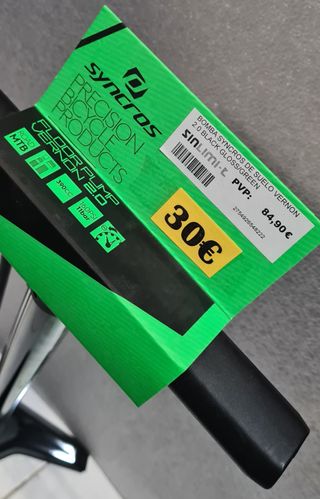 syncros
PRECISION
BICYCLE
PRODUCTS
FLOOR PUMP
VERNON 2.0
MTB
BOMBA SYNCROS DE SUELO VERNON
2.0 BLACK GLOSS/GREEN
sinlimi-t
PVP:
84,90€
30€